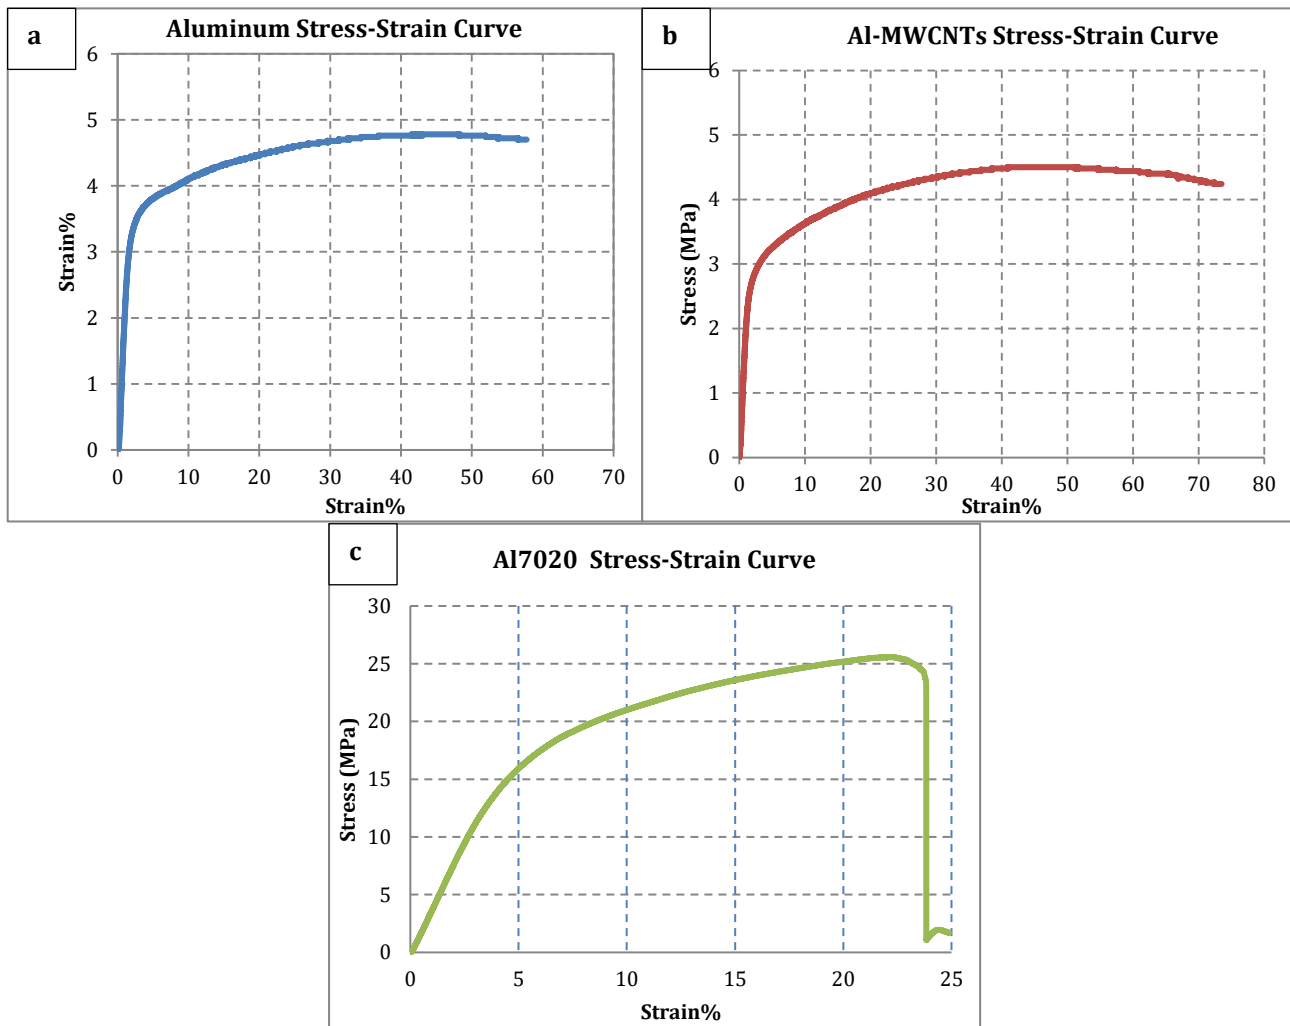 a
Aluminum Stress-Strain Curve
6
5
4
3
2
1
0
Strain%
0 10 20 30 40 50 60 70
Strain%
b
Al-MWCNTs Stress-Strain Curve
6
5
4
3
2
1
0
Stress (MPa)
0 10 20 30 40 50 60 70 80
Strain%
c
Al7020 Stress-Strain Curve
30
25
20
15
10
5
0
Stress (MPa)
0 5 10 15 20 25
Strain%